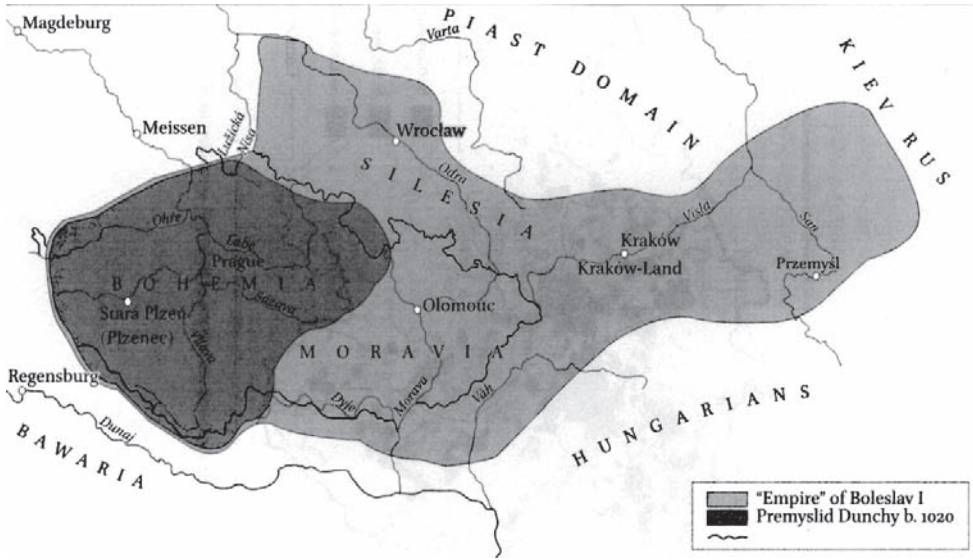 Magdeburg
PIAST DOMAIN
Varta
KIEV RUS
Meissen
Lužická
Nisa
Wrocław
SILESIA
Odra
Visla
San
Ohře
Labe
Prague
Kraków
Kraków-Land
Przemyśl
BOHEMIA
Sázava
Stara Plzeň
(Plzenec)
Vltava
Olomouc
MORAVIA
Regensburg
Dyje
Morava
Váh
HUNGARIANS
Dunaj
BAWARIA
"Empire" of Boleslav I
Premyslid Dunchy b. 1020